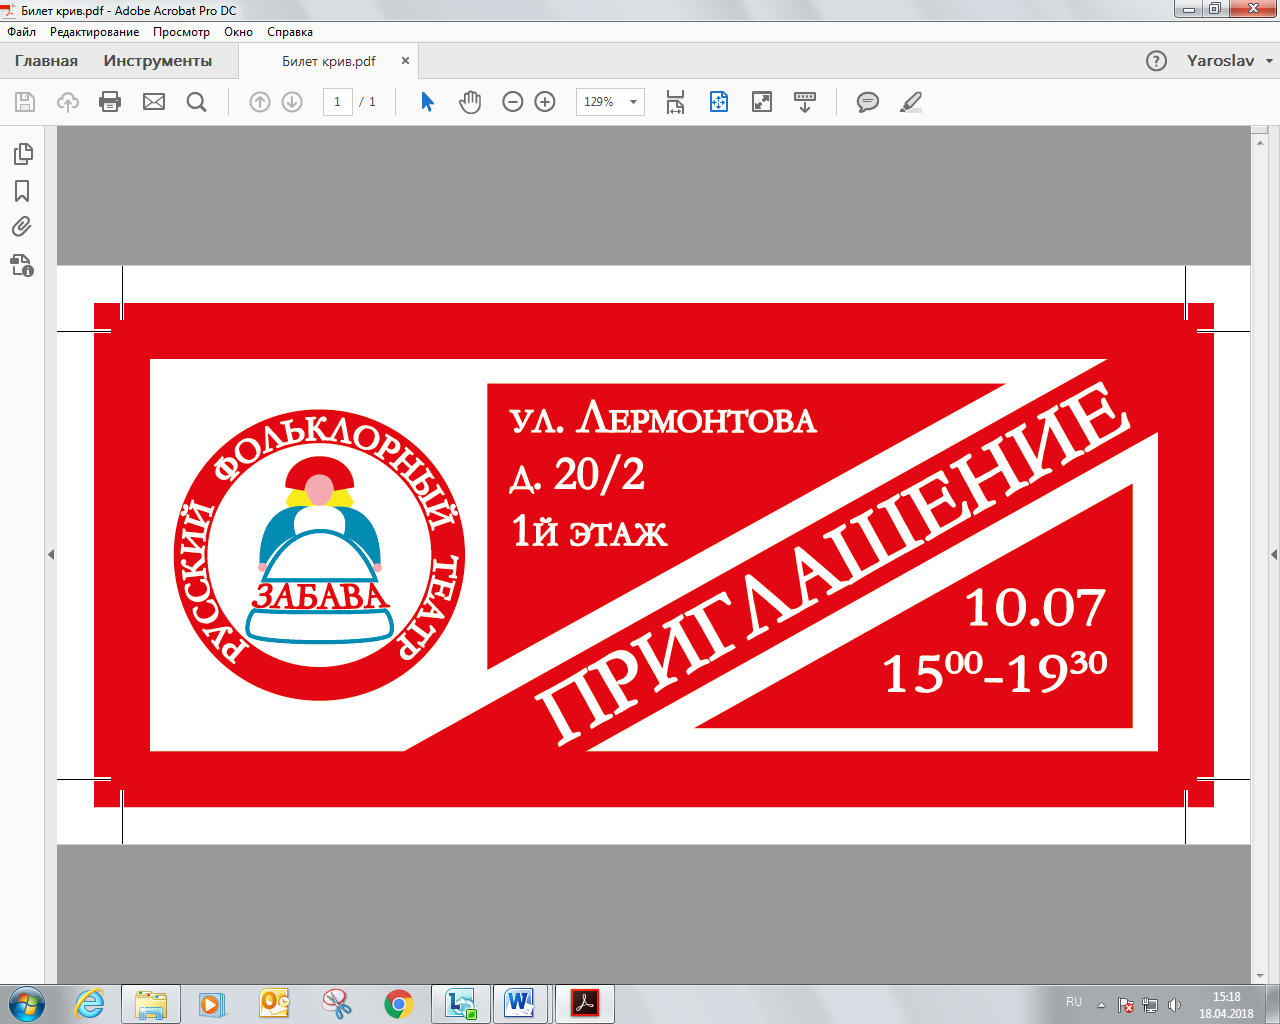 Билет крив.pdf - Adobe Acrobat Pro DC
Файл Редактирование Просмотр Окно Справка
Главная Инструменты Билет крив.pdf × Yaroslav
1 / 1 129%
РУССКИЙ ФОЛЬКЛОРНЫЙ ТЕАТР
ЗАБАВА
ул. Лермонтова
д. 20/2
1й этаж
ПРИГЛАШЕНИЕ
10.07
15⁰⁰-19³⁰
RU 15:18
18.04.2018